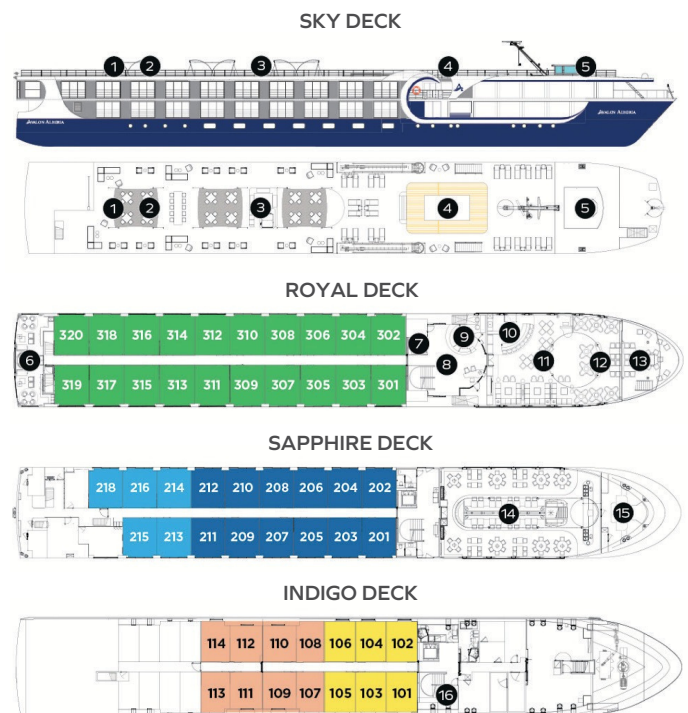 SKY DECK
1 2 3 4 5
AVALON ALEGRIA AVALON ALEGRIA
1 2 3 4 5
ROYAL DECK
320 318 316 314 312 310 308 306 304 302
6 7 8 9 10 11 12 13
319 317 315 313 311 309 307 305 303 301
SAPPHIRE DECK
218 216 214 212 210 208 206 204 202
14 15
215 213 211 209 207 205 203 201
INDIGO DECK
114 112 110 108 106 104 102
113 111 109 107 105 103 101 16